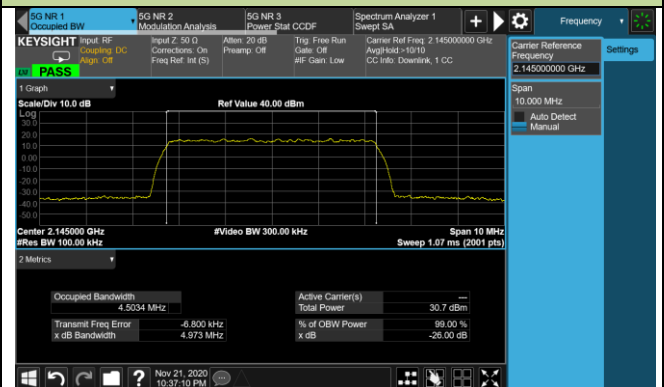 5G NR 1
Occupied BW
5G NR 2
Modulation Analysis
5G NR 3
Power Stat CCDF
Spectrum Analyzer 1
Swept SA
Frequency
KEYSIGHT
Input: RF
Coupling: DC
Align: Off
Input Z: 50 Ω
Corrections: On
Freq Ref: Int (S)
Atten: 20 dB
Preamp: Off
Trig: Free Run
Gate: Off
#IF Gain: Low
Carrier Ref Freq: 2.145000000 GHz
Avg|Hold:>10/10
CC Info: Downlink, 1 CC
PASS
Carrier Reference
Frequency
2.145000000 GHz
Settings
Span
10.000 MHz
Auto Detect
Manual
1 Graph
Scale/Div 10.0 dB
Ref Value 40.00 dBm
Log
30.0
20.0
10.0
0.00
-10.0
-20.0
-30.0
-40.0
-50.0
Center 2.145000 GHz
#Video BW 300.00 kHz
Span 10 MHz
#Res BW 100.00 kHz
Sweep 1.07 ms (2001 pts)
2 Metrics
Occupied Bandwidth
4.5034 MHz
Active Carrier(s)
---
Total Power
30.7 dBm
Transmit Freq Error
-6.800 kHz
% of OBW Power
99.00 %
x dB Bandwidth
4.973 MHz
x dB
-26.00 dB
Nov 21, 2020
10:37:10 PM